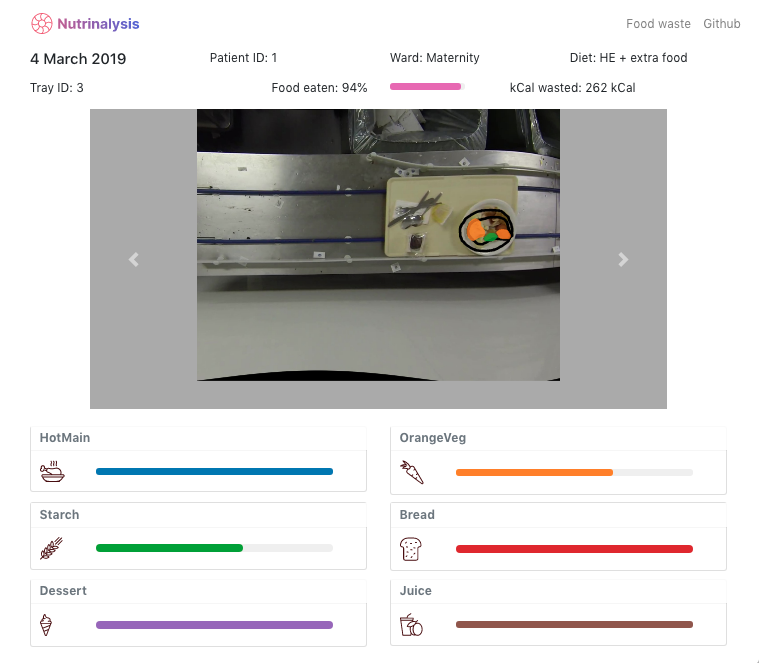 Nutrinalysis
Food waste Github
4 March 2019 Patient ID: 1 Ward: Maternity Diet: HE + extra food
Tray ID: 3 Food eaten: 94% kCal wasted: 262 kCal
HotMain OrangeVeg
Starch Bread
Dessert Juice